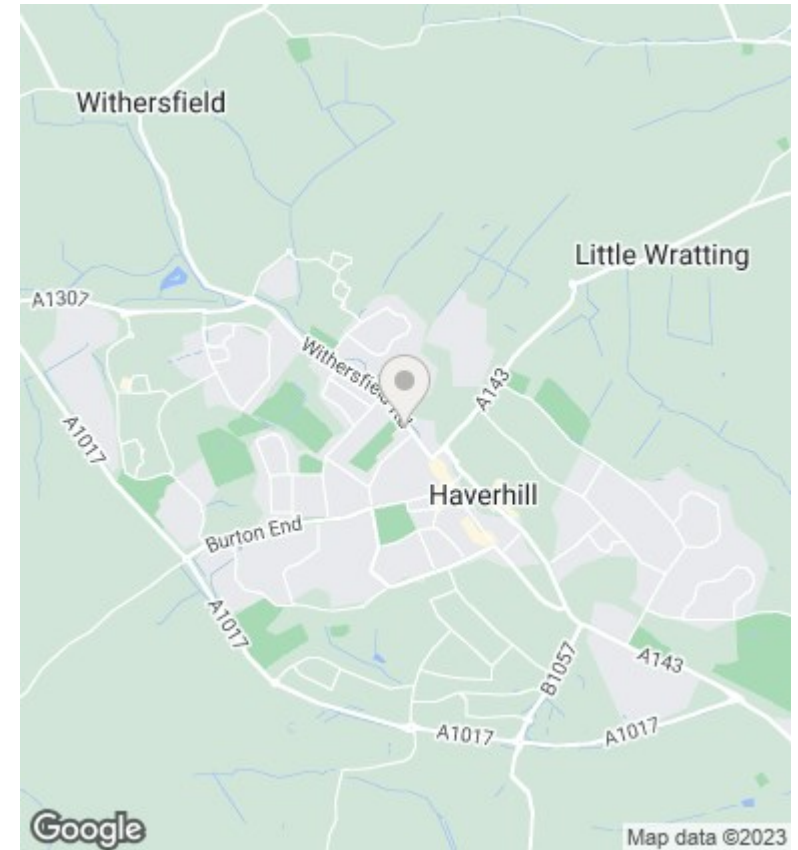 Withersfield
Little Wratting
A1307
Withersfield Rd
A143
A1017
Haverhill
Burton End
A1017
A143
B1057
A1017
A1017
Google
Map data ©2023